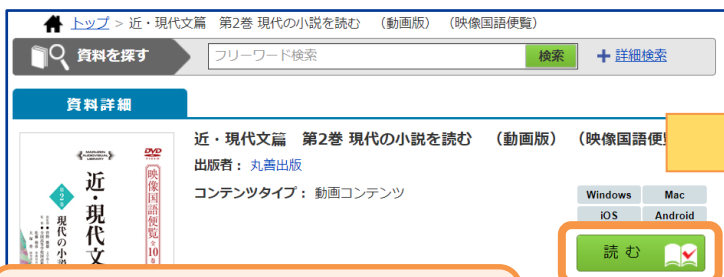 トップ > 近・現代文篇 第2巻 現代の小説を読む （動画版）（映像国語便覧）
資料を探す フリーワード検索 検索 + 詳細検索
資料詳細
近・現代文篇 第2巻 現代の小説を読む （動画版） （映像国語便
出版者： 丸善出版
コンテンツタイプ： 動画コンテンツ
Windows Mac
iOS Android
読む
DVD
映像国語便覧 全10巻
近・現代文
第2巻
現代の小説